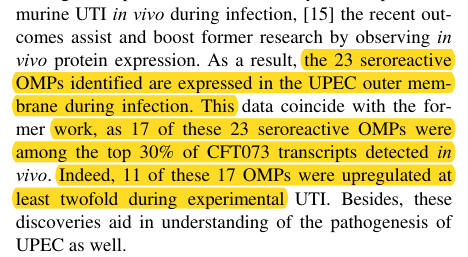 murine UTI in vivo during infection, [15] the recent out-
comes assist and boost former research by observing in
vivo protein expression. As a result, the 23 seroreactive
OMPs identified are expressed in the UPEC outer mem-
brane during infection. This data coincide with the for-
mer work, as 17 of these 23 seroreactive OMPs were
among the top 30% of CFT073 transcripts detected in
vivo. Indeed, 11 of these 17 OMPs were upregulated at
least twofold during experimental UTI. Besides, these
discoveries aid in understanding of the pathogenesis of
UPEC as well.